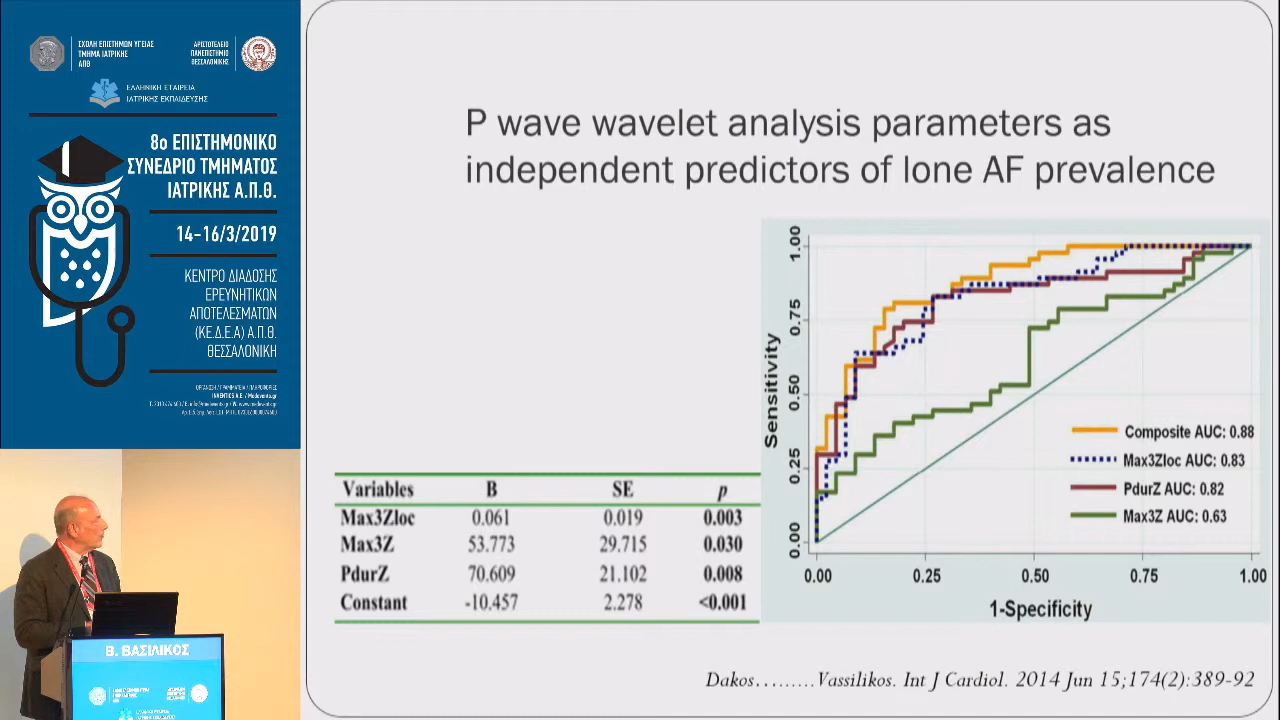 ΣΧΟΛΗ ΕΠΙΣΤΗΜΩΝ ΥΓΕΙΑΣ
ΤΜΗΜΑ ΙΑΤΡΙΚΗΣ
ΑΠΘ
ΑΡΙΣΤΟΤΕΛΕΙΟ
ΠΑΝΕΠΙΣΤΗΜΙΟ
ΘΕΣΣΑΛΟΝΙΚΗΣ
ΕΛΛΗΝΙΚΗ ΕΤΑΙΡΕΙΑ
ΙΑΤΡΙΚΗΣ ΕΚΠΑΙΔΕΥΣΗΣ
8ο ΕΠΙΣΤΗΜΟΝΙΚΟ
ΣΥΝΕΔΡΙΟ ΤΜΗΜΑΤΟΣ
ΙΑΤΡΙΚΗΣ Α.Π.Θ.
14-16/3/2019
ΚΕΝΤΡΟ ΔΙΑΔΟΣΗΣ
ΕΡΕΥΝΗΤΙΚΩΝ
ΑΠΟΤΕΛΕΣΜΑΤΩΝ
(ΚΕ.Δ.Ε.Α) Α.Π.Θ.
ΘΕΣΣΑΛΟΝΙΚΗ
ΟΡΓΑΝΩΣΗ / ΓΡΑΜΜΑΤΕΙΑ / ΠΛΗΡΟΦΟΡΙΕΣ
INVENTICS A.E. / Medevents.gr
Β. ΒΑΣΙΛΙΚΟΣ
P wave wavelet analysis parameters as
independent predictors of lone AF prevalence
Variables B SE p
Max3Zloc 0.061 0.019 0.003
Max3Z 53.773 29.715 0.030
PdurZ 70.609 21.102 0.008
Constant -10.457 2.278 <0.001
Sensitivity
1.00
0.75
0.50
0.25
0.00
Composite AUC: 0.88
Max3Zloc AUC: 0.83
PdurZ AUC: 0.82
Max3Z AUC: 0.63
0.00 0.25 0.50 0.75 1.00
1-Specificity
Dakos………Vassilikos. Int J Cardiol. 2014 Jun 15;174(2):389-92